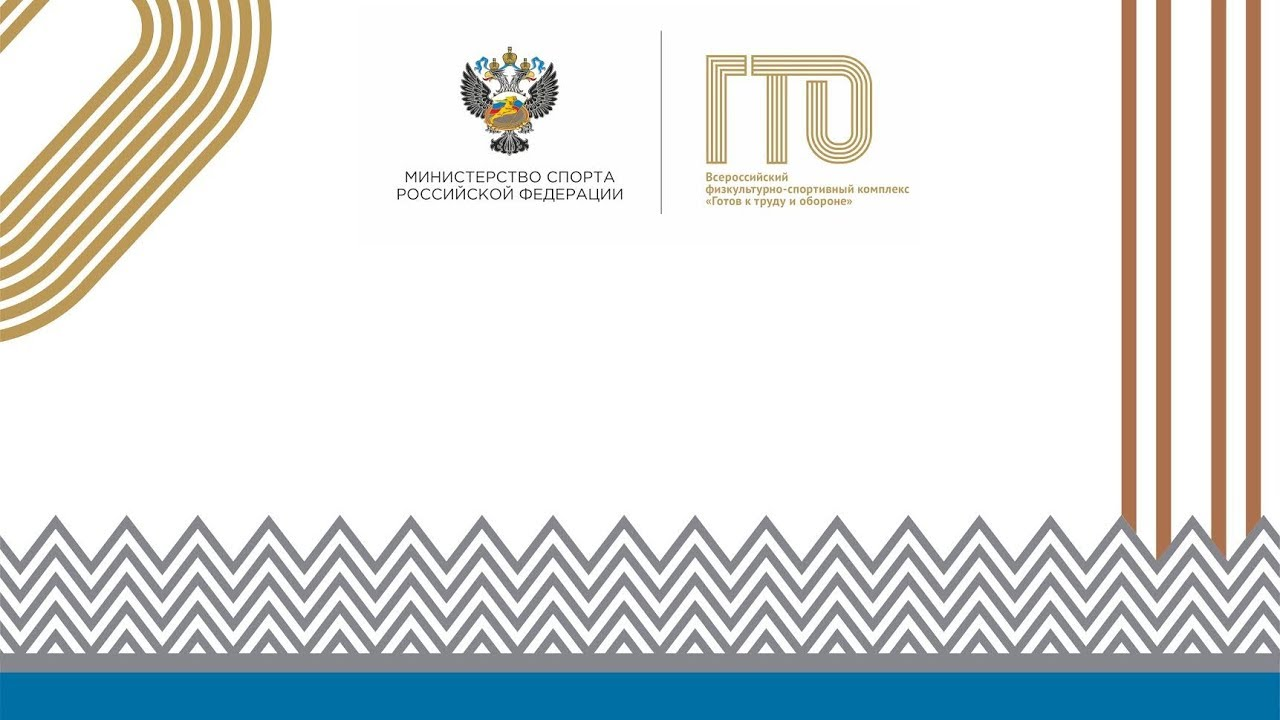 МИНИСТЕРСТВО СПОРТА
РОССИЙСКОЙ ФЕДЕРАЦИИ
ГТО
Всероссийский
физкультурно-спортивный комплекс
«Готов к труду и обороне»